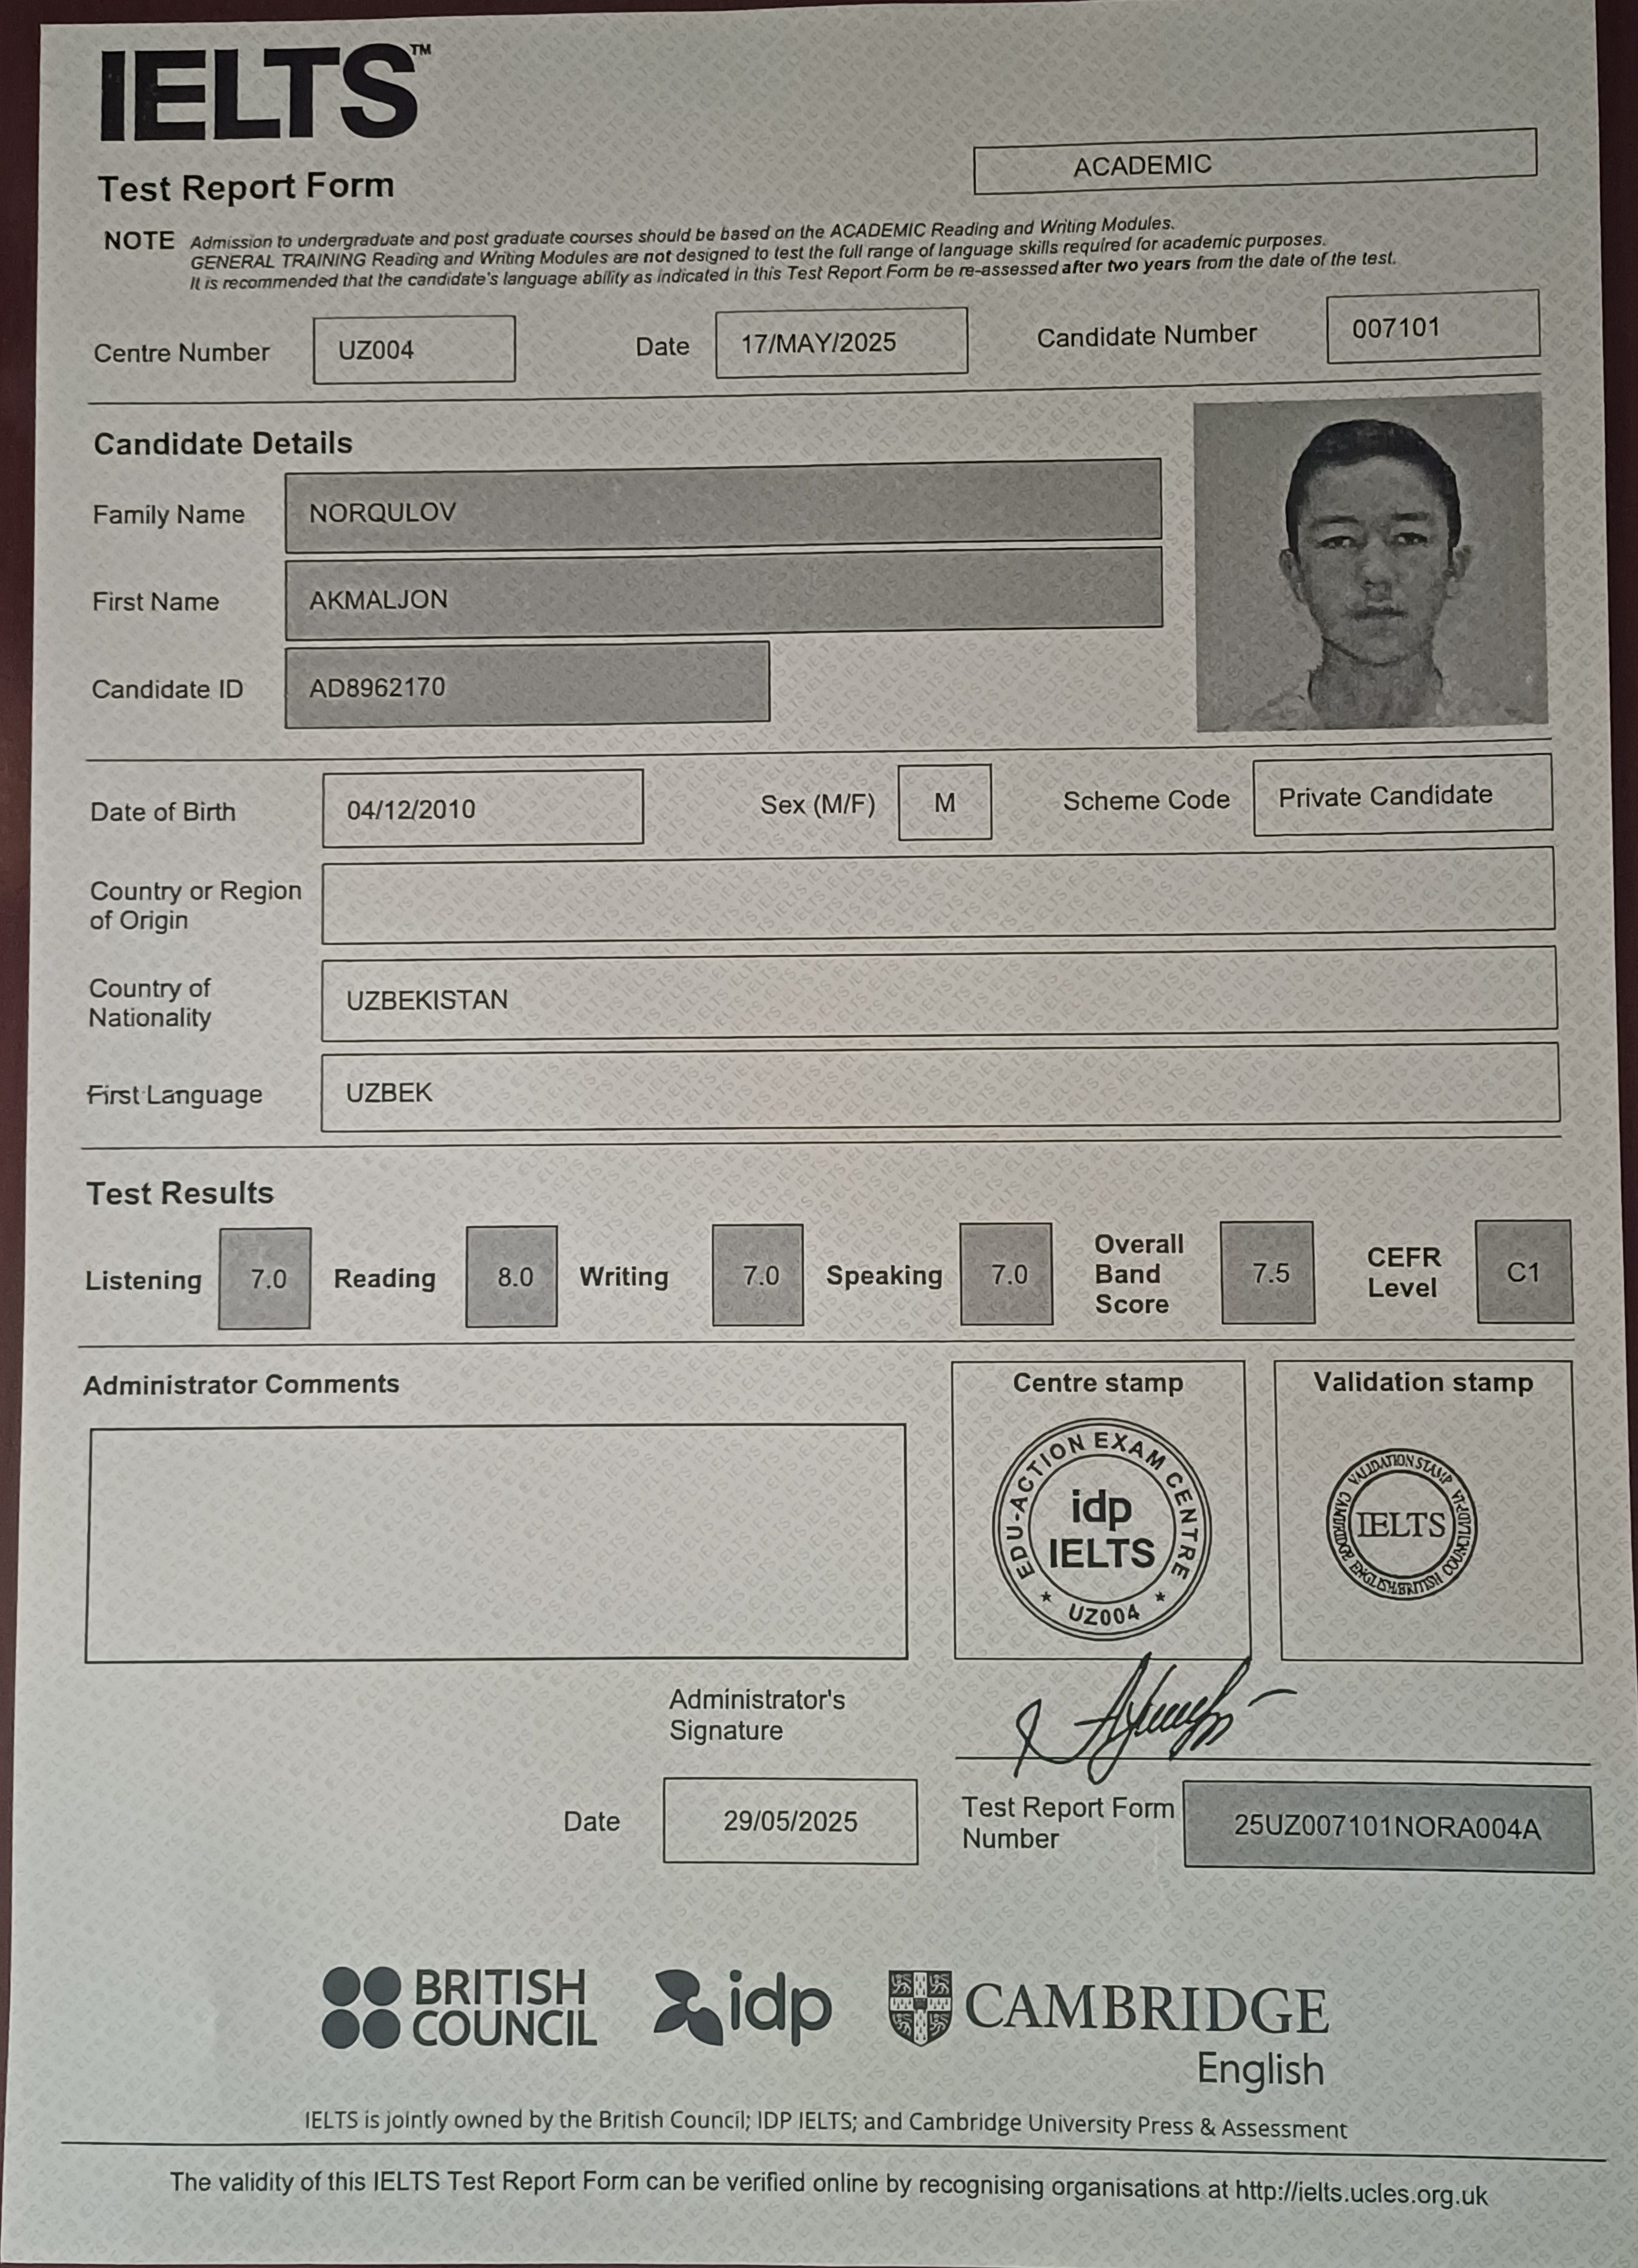 IELTS™
Test Report Form
ACADEMIC
NOTE Admission to undergraduate and post graduate courses should be based on the ACADEMIC Reading and Writing Modules.
GENERAL TRAINING Reading and Writing Modules are not designed to test the full range of language skills required for academic purposes.
It is recommended that the candidate's language ability as indicated in this Test Report Form be re-assessed after two years from the date of the test.
Centre Number UZ004 Date 17/MAY/2025 Candidate Number 007101
Candidate Details
Family Name NORQULOV
First Name AKMALJON
Candidate ID AD8962170
Date of Birth 04/12/2010 Sex (M/F) M Scheme Code Private Candidate
Country or Region
of Origin
Country of
Nationality UZBEKISTAN
First Language UZBEK
Test Results
Listening 7.0 Reading 8.0 Writing 7.0 Speaking 7.0 Overall Band Score 7.5 CEFR Level C1
Administrator Comments
Centre stamp
EDU-ACTION EXAM CENTRE
idp
IELTS
★ UZ004 ★
Validation stamp
VALIDATION STAMP
IELTS
CAMBRIDGE ENGLISH/BRITISH COUNCIL/IDP:IA
Administrator's
Signature
Date 29/05/2025
Test Report Form
Number 25UZ007101NORA004A
BRITISH
COUNCIL
idp
CAMBRIDGE
English
IELTS is jointly owned by the British Council; IDP IELTS; and Cambridge University Press & Assessment
The validity of this IELTS Test Report Form can be verified online by recognising organisations at http://ielts.ucles.org.uk